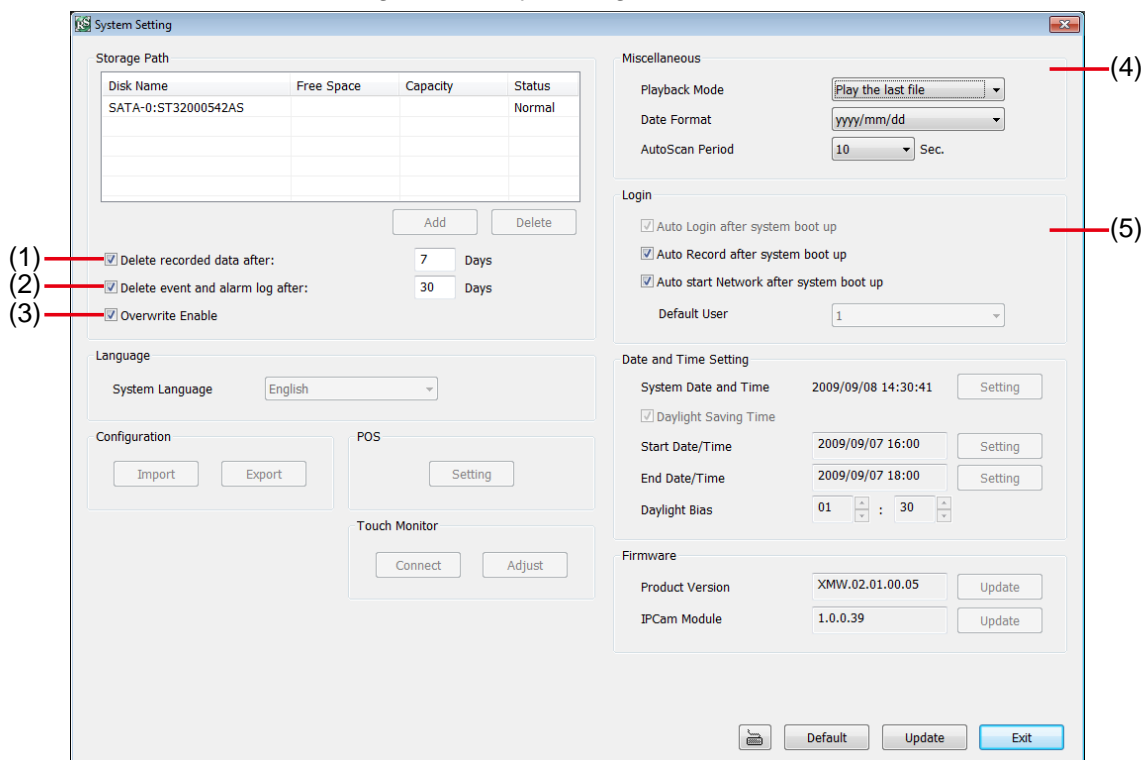 System Setting
Storage Path
Disk Name Free Space Capacity Status
SATA-0:ST32000542AS Normal
Add Delete
(1) Delete recorded data after: 7 Days
(2) Delete event and alarm log after: 30 Days
(3) Overwrite Enable
Language
System Language English
Configuration
Import Export
POS
Setting
Touch Monitor
Connect Adjust
Miscellaneous
(4)
Playback Mode Play the last file
Date Format yyyy/mm/dd
AutoScan Period 10 Sec.
Login
Auto Login after system boot up
(5)
Auto Record after system boot up
Auto start Network after system boot up
Default User 1
Date and Time Setting
System Date and Time 2009/09/08 14:30:41 Setting
Daylight Saving Time
Start Date/Time 2009/09/07 16:00 Setting
End Date/Time 2009/09/07 18:00 Setting
Daylight Bias 01 : 30
Firmware
Product Version XMW.02.01.00.05 Update
IPCam Module 1.0.0.39 Update
Default Update Exit